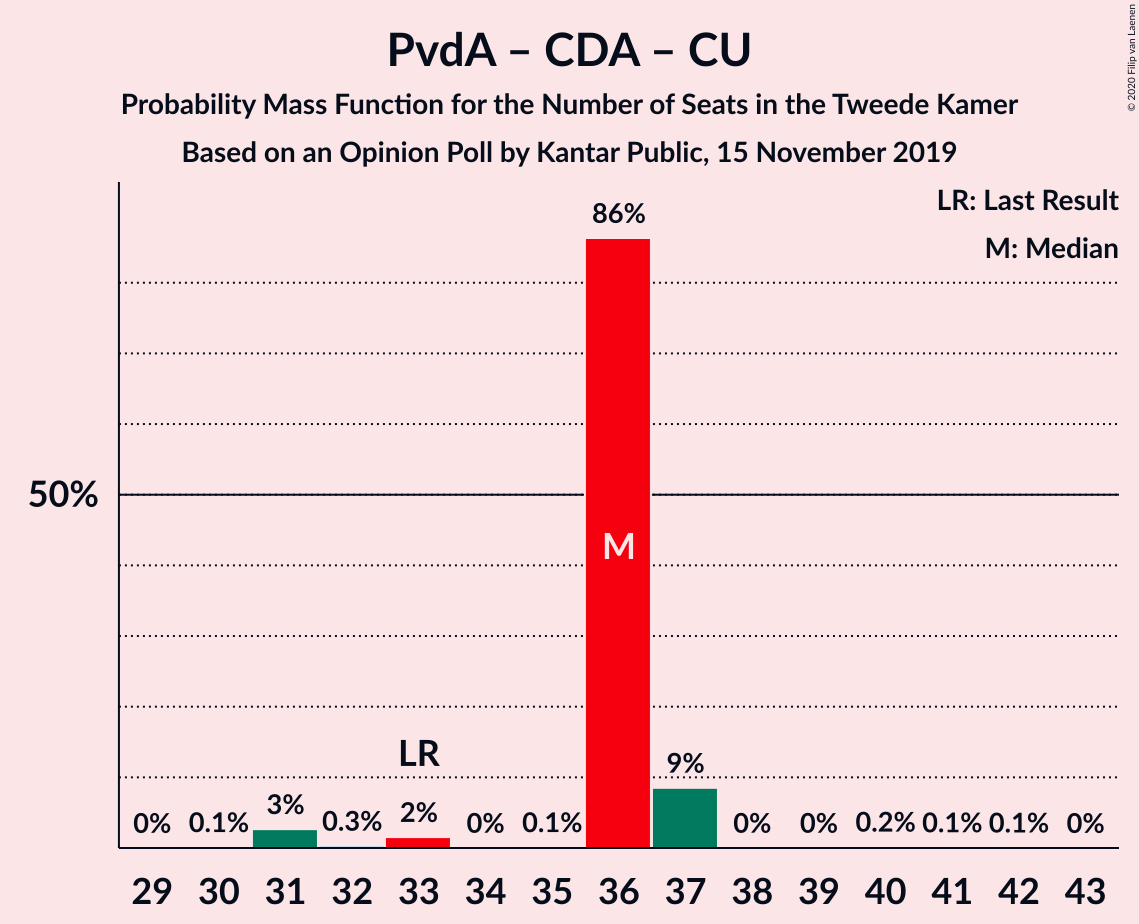 PvdA – CDA – CU
Probability Mass Function for the Number of Seats in the Tweede Kamer
Based on an Opinion Poll by Kantar Public, 15 November 2019
© 2020 Filip van Laenen
LR: Last Result
M: Median
86%
50%
M
LR
9%
0% 0.1% 3% 0.3% 2% 0% 0.1% 0% 0% 0.2% 0.1% 0.1% 0%
29 30 31 32 33 34 35 36 37 38 39 40 41 42 43